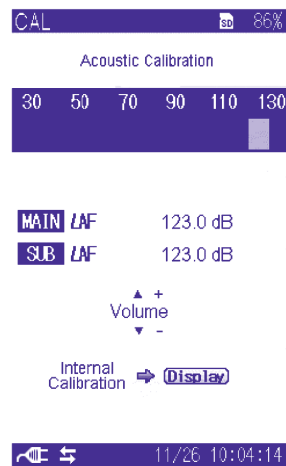 CAL SD 86%
Acoustic Calibration
30 50 70 90 110 130
MAIN LAF 123.0 dB
SUB LAF 123.0 dB
▲ +
Volume
▼ -
Internal
Calibration ➡ Display
11/26 10:04:14